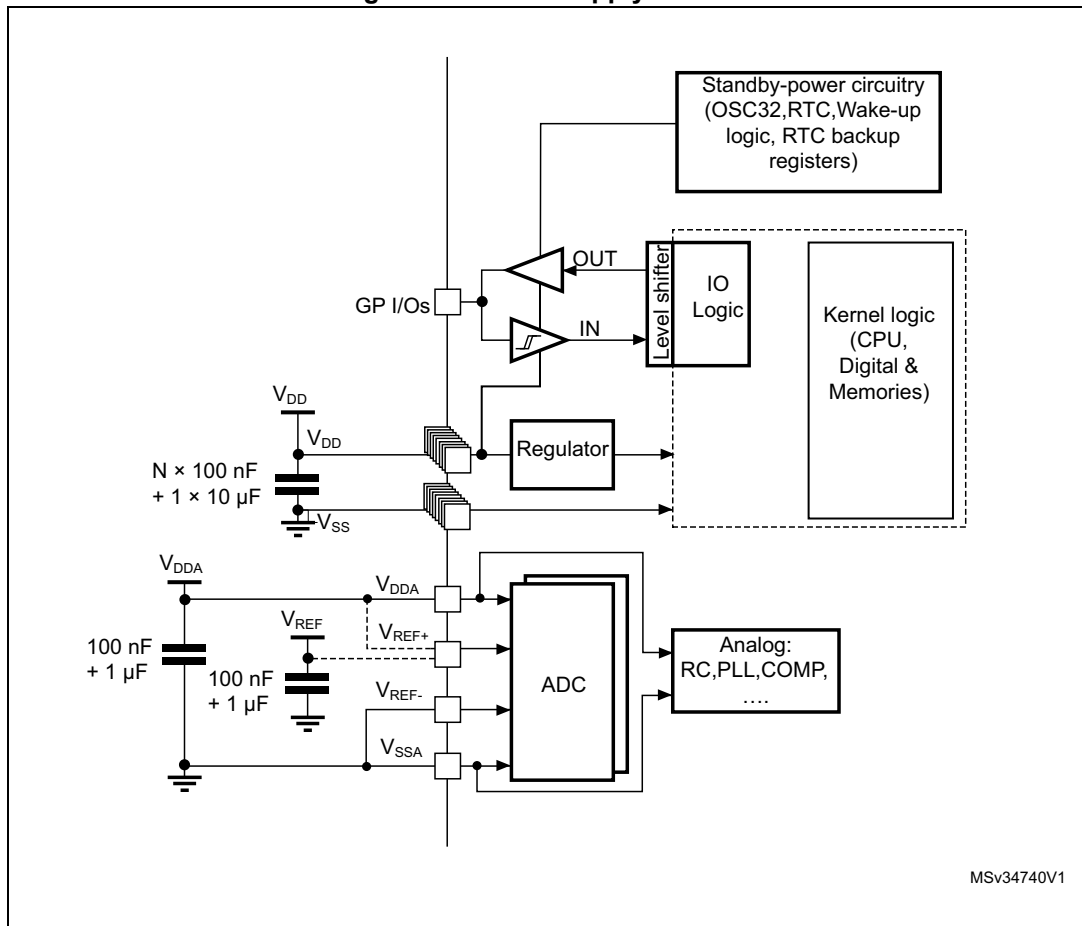 Standby-power circuitry
(OSC32,RTC,Wake-up
logic, RTC backup
registers)
OUT
Level shifter
IO
Logic
GP I/Os
IN
Kernel logic
(CPU,
Digital &
Memories)
VDD
VDD
Regulator
N × 100 nF
+ 1 × 10 µF
VSS
VDDA
VDDA
VREF
VREF+
100 nF
+ 1 µF
100 nF
+ 1 µF
VREF-
ADC
Analog:
RC,PLL,COMP,
....
VSSA
MSv34740V1